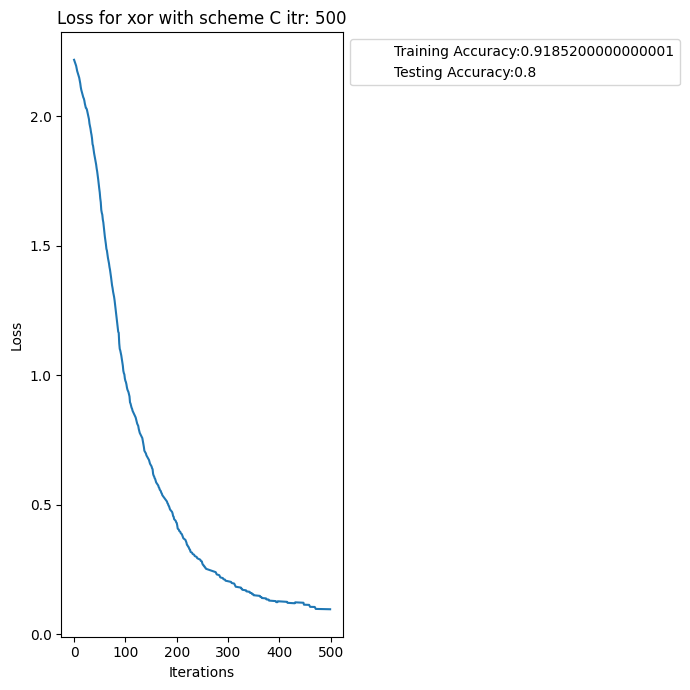 Loss for xor with scheme C itr: 500
Training Accuracy:0.9185200000000001
Testing Accuracy:0.8
2.0
1.5
1.0
0.5
0.0
Loss
0 100 200 300 400 500
Iterations